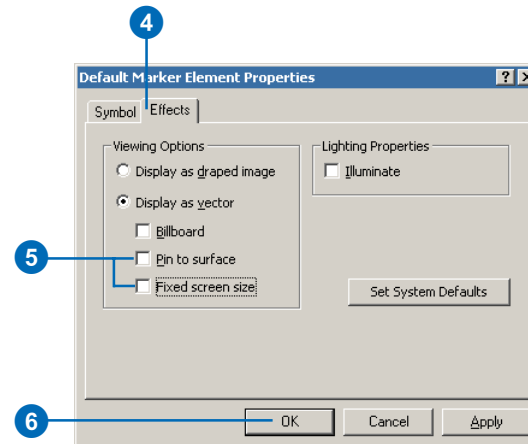 4
Default Marker Element Properties
?
Symbol
Effects
Viewing Options
Lighting Properties
Display as draped image
Illuminate
Display as vector
Billboard
5
Pin to surface
Fixed screen size
Set System Defaults
6
OK
Cancel
Apply